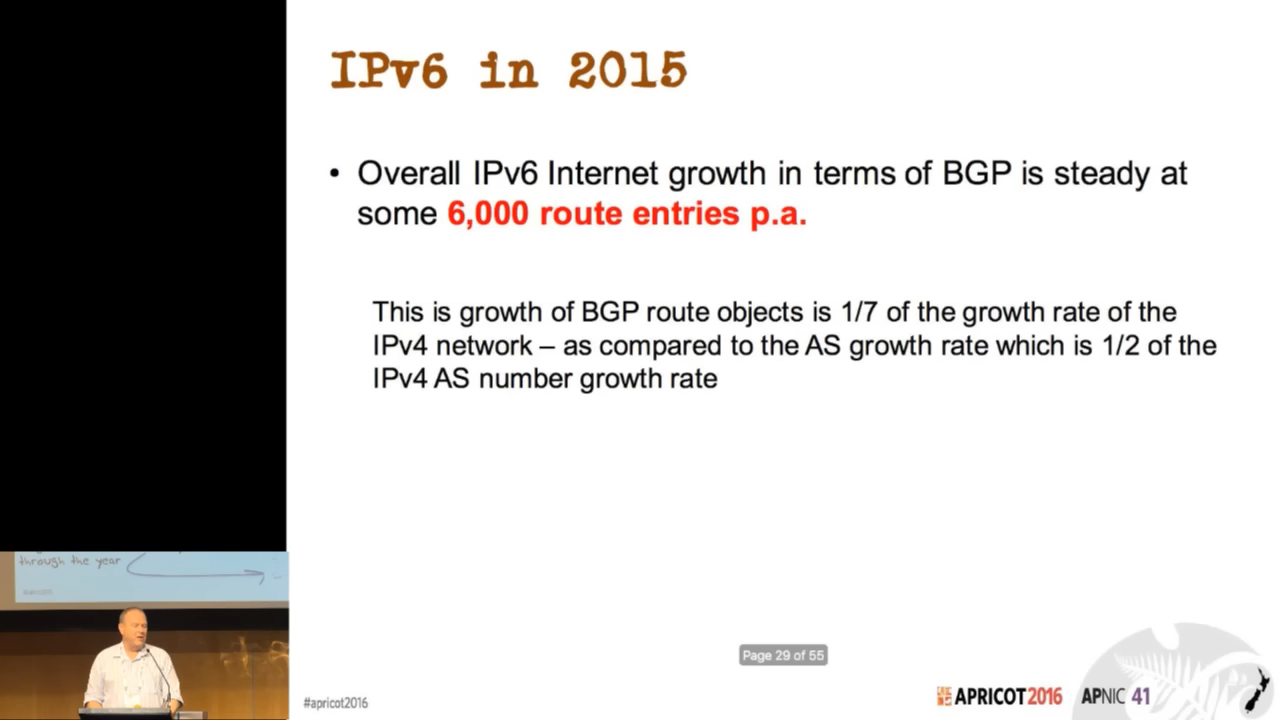 IPv6 in 2015
• Overall IPv6 Internet growth in terms of BGP is steady at
some 6,000 route entries p.a.
This is growth of BGP route objects is 1/7 of the growth rate of the
IPv4 network – as compared to the AS growth rate which is 1/2 of the
IPv4 AS number growth rate
through the year
Page 29 of 55
#apricot2016
APRICOT 2016
APNIC 41